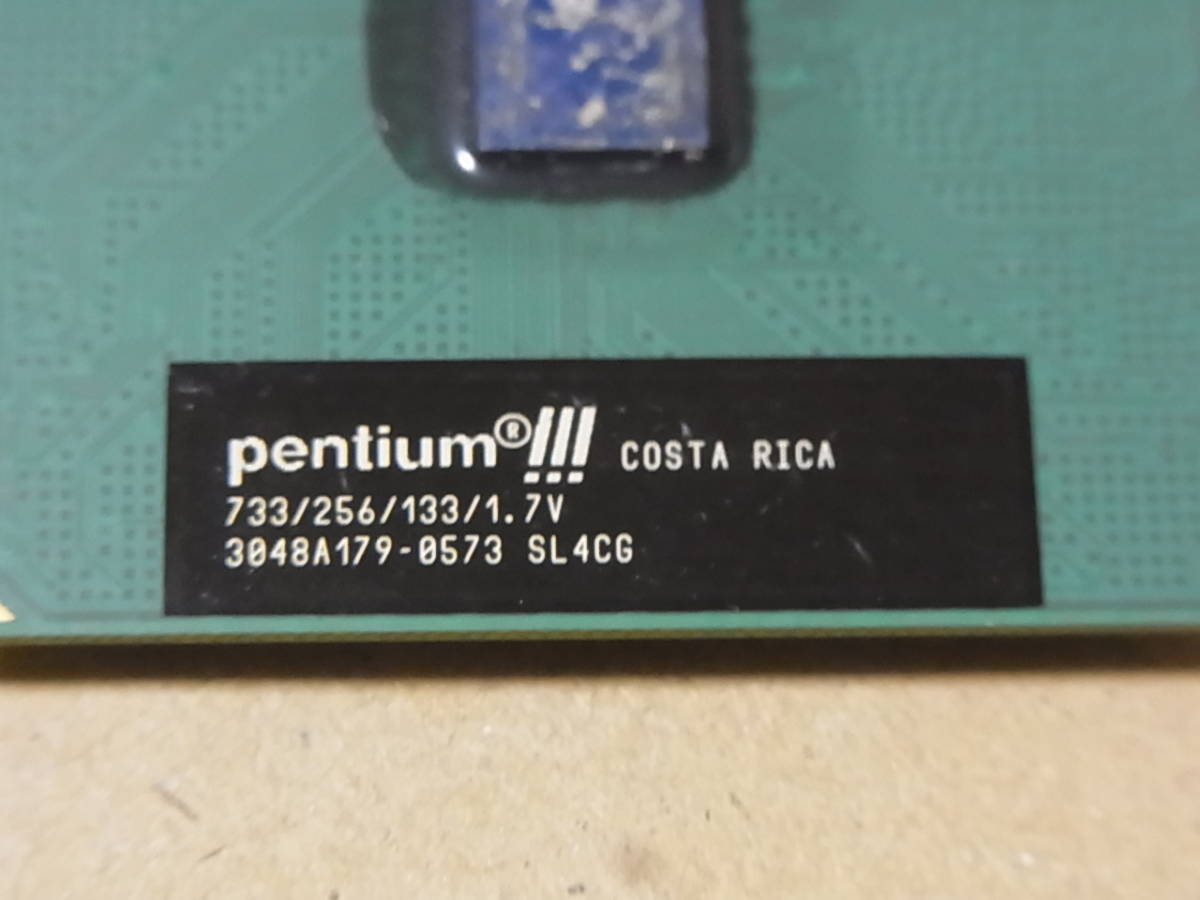 pentium®!!! COSTA RICA
733/256/133/1.7V
3048A179-0573 SL4CG